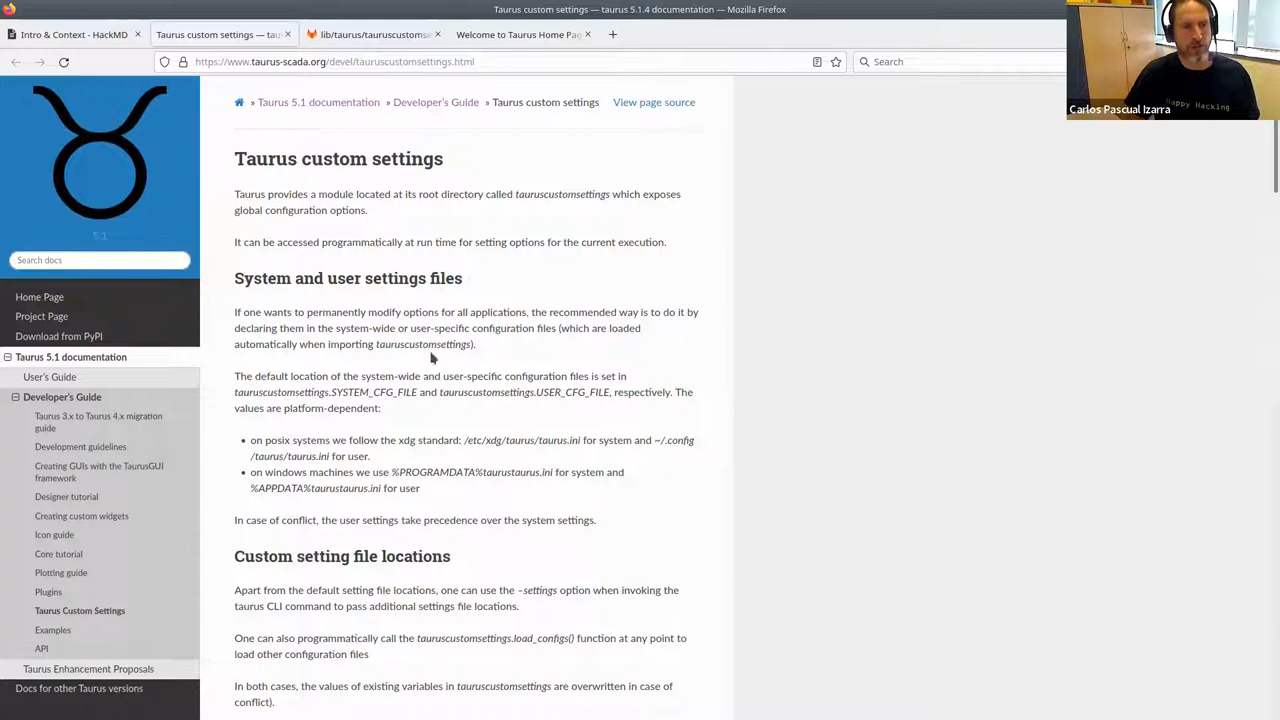 Taurus custom settings — taurus 5.1.4 documentation — Mozilla Firefox
Intro & Context - HackMD
Taurus custom settings — tau
lib/taurus/tauruscustomse
Welcome to Taurus Home Pag
https://www.taurus-scada.org/devel/tauruscustomsettings.html
Search
Happy Hacking
Carlos Pascual Izarra
5.1
Search docs
Home Page
Project Page
Download from PyPI
Taurus 5.1 documentation
User's Guide
Developer's Guide
Taurus 3.x to Taurus 4.x migration
guide
Development guidelines
Creating GUIs with the TaurusGUI
framework
Designer tutorial
Creating custom widgets
Icon guide
Core tutorial
Plotting guide
Plugins
Taurus Custom Settings
Examples
API
Taurus Enhancement Proposals
Docs for other Taurus versions
» Taurus 5.1 documentation » Developer's Guide » Taurus custom settings
View page source
Taurus custom settings
Taurus provides a module located at its root directory called tauruscustomsettings which exposes
global configuration options.
It can be accessed programmatically at run time for setting options for the current execution.
System and user settings files
If one wants to permanently modify options for all applications, the recommended way is to do it by
declaring them in the system-wide or user-specific configuration files (which are loaded
automatically when importing tauruscustomsettings).
The default location of the system-wide and user-specific configuration files is set in
tauruscustomsettings.SYSTEM_CFG_FILE and tauruscustomsettings.USER_CFG_FILE, respectively. The
values are platform-dependent:
• on posix systems we follow the xdg standard: /etc/xdg/taurus/taurus.ini for system and ~/.config
/taurus/taurus.ini for user.
• on windows machines we use %PROGRAMDATA%taurustaurus.ini for system and
%APPDATA%taurustaurus.ini for user
In case of conflict, the user settings take precedence over the system settings.
Custom setting file locations
Apart from the default setting file locations, one can use the –settings option when invoking the
taurus CLI command to pass additional settings file locations.
One can also programmatically call the tauruscustomsettings.load_configs() function at any point to
load other configuration files
In both cases, the values of existing variables in tauruscustomsettings are overwritten in case of
conflict).